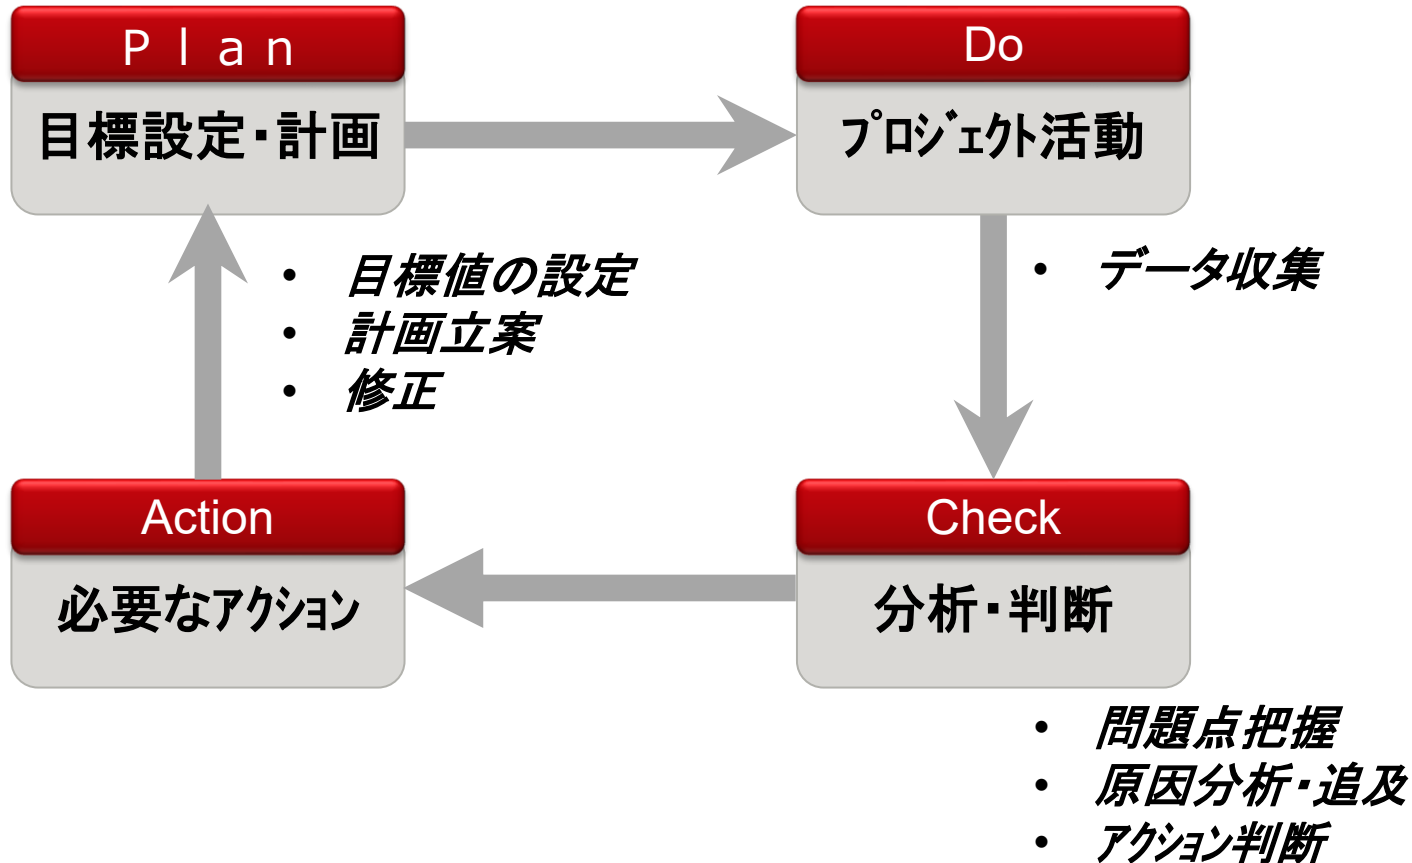 Ｐｌａｎ
目標設定・計画
Do
ﾌﾟﾛｼﾞｪｸﾄ活動
• 目標値の設定
• 計画立案
• 修正
• データ収集
Action
必要なｱｸｼｮﾝ
Check
分析・判断
• 問題点把握
• 原因分析・追及
• ｱｸｼｮﾝ判断